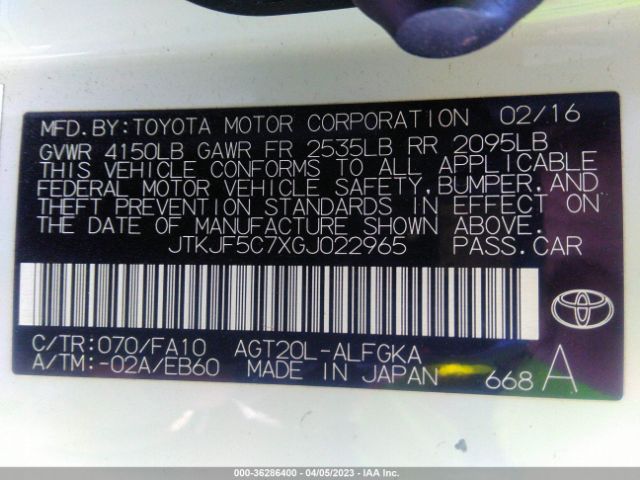 MFD.BY:TOYOTA MOTOR CORPORATION 02/16
GVWR 4150LB GAWR FR 2535LB RR 2095LB
THIS VEHICLE CONFORMS TO ALL APPLICABLE
FEDERAL MOTOR VEHICLE SAFETY,BUMPER,AND
THEFT PREVENTION STANDARDS IN EFFECT ON
THE DATE OF MANUFACTURE SHOWN ABOVE.
JTKJF5C7XGJ022965 PASS.CAR
C/TR:070/FA10 AGT20L-ALFGKA
A/TM:-02A/EB60 MADE IN JAPAN 668 A
000-36286400 - 04/05/2023 - IAA Inc.